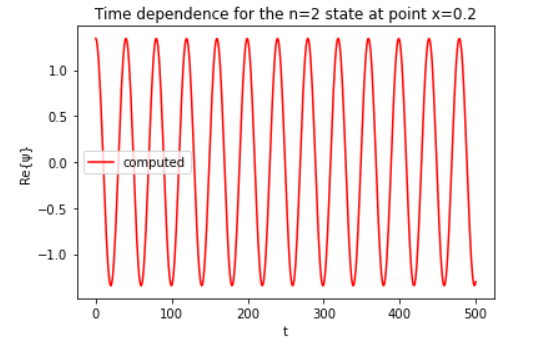 Time dependence for the n=2 state at point x=0.2
Re{ψ}
1.0
0.5
0.0
−0.5
−1.0
computed
0 100 200 300 400 500
t